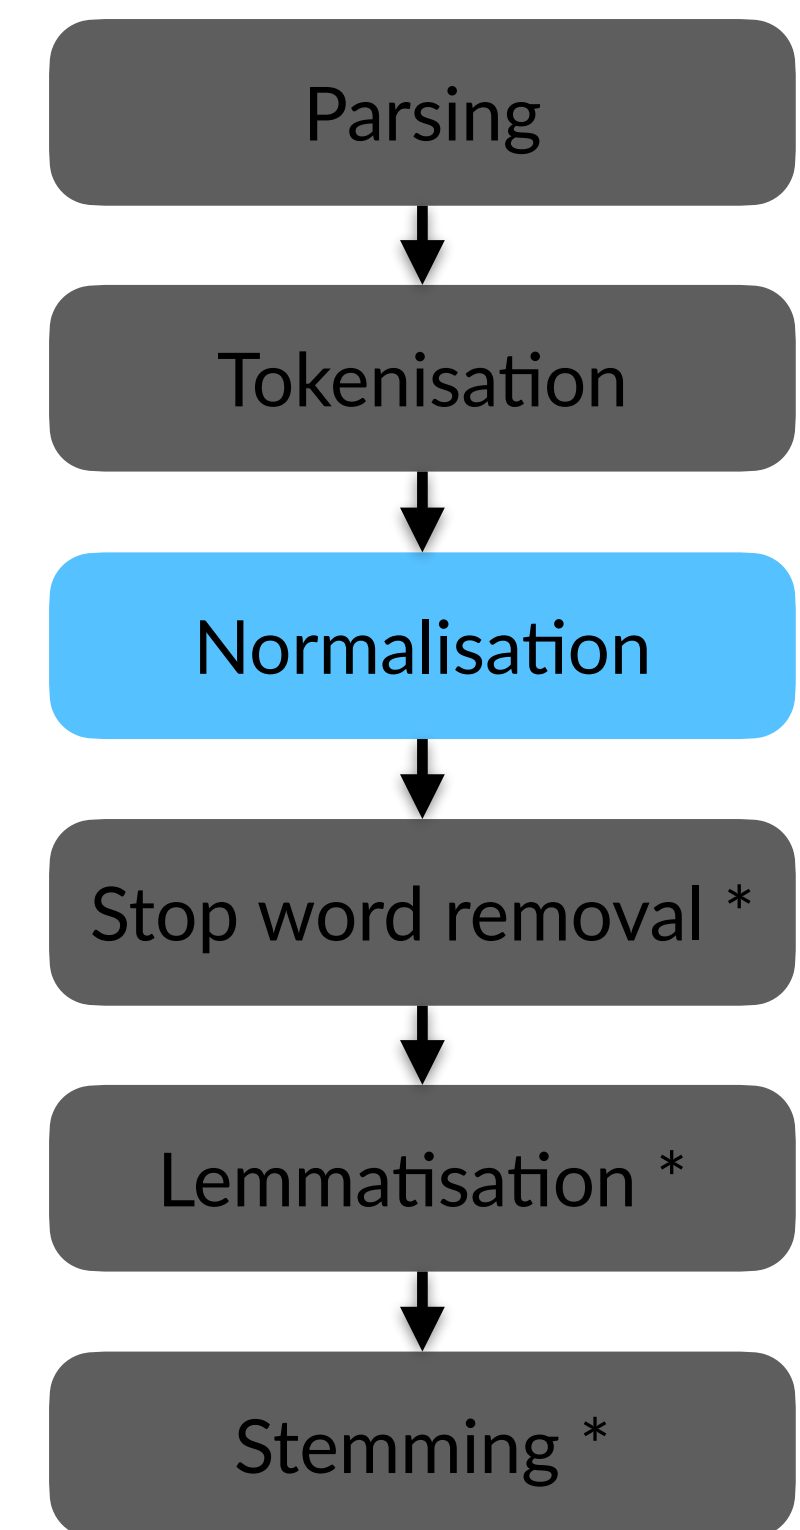 Parsing
Tokenisation
Normalisation
Stop word removal *
Lemmatisation *
Stemming *